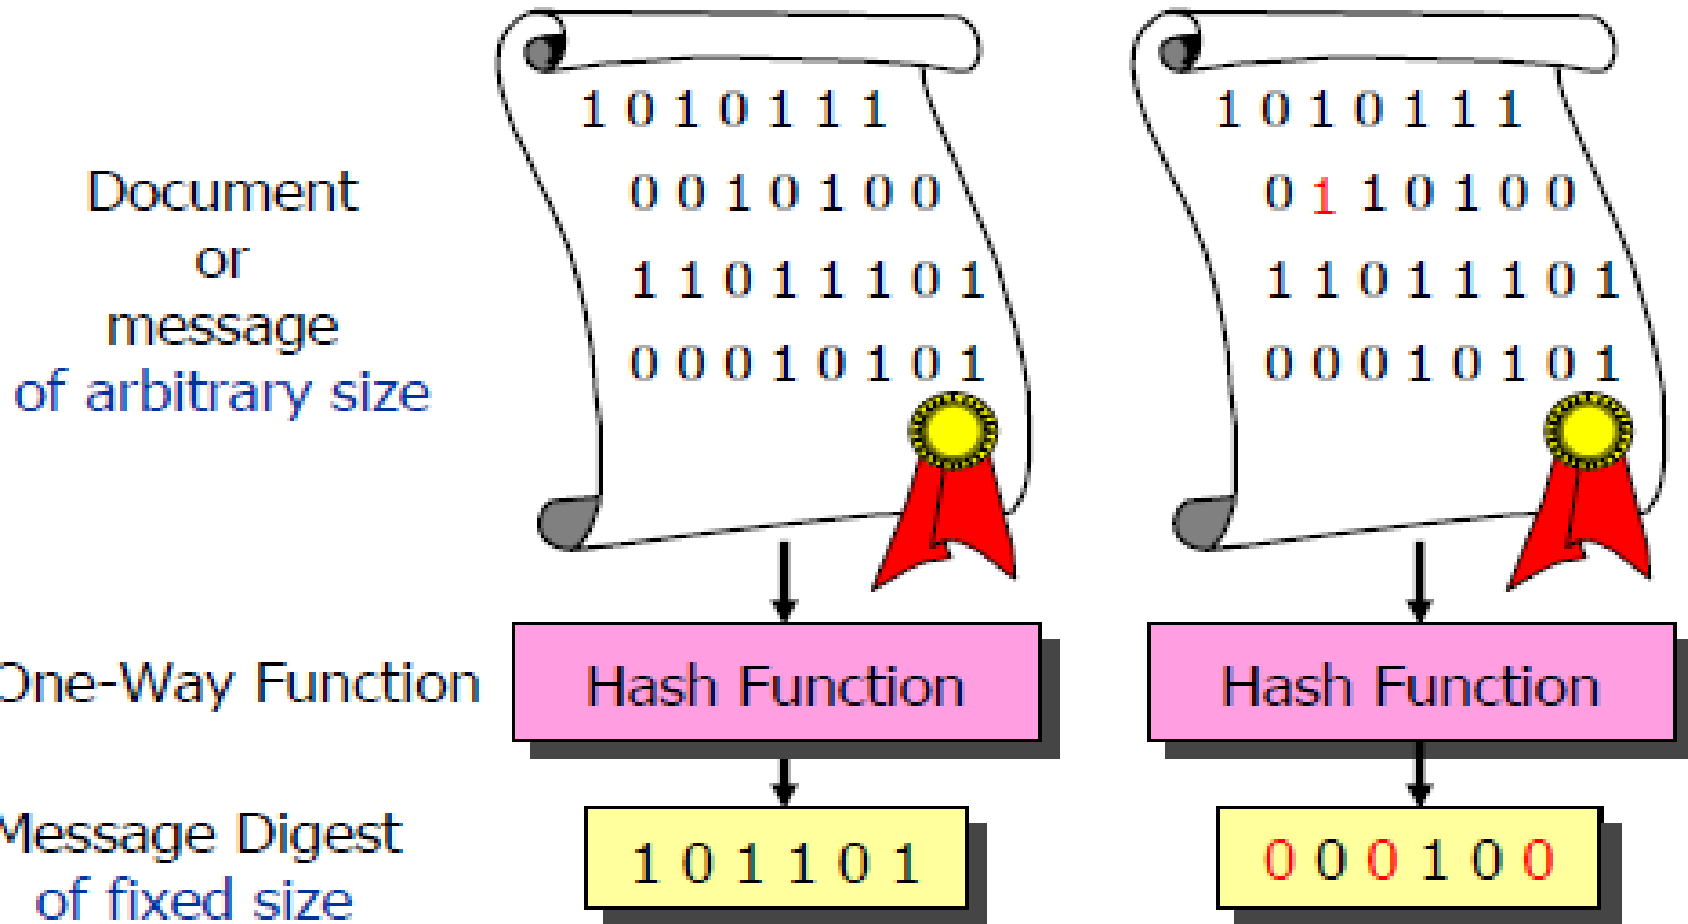 1 0 1 0 1 1 1
0 0 1 0 1 0 0
1 1 0 1 1 1 0 1
0 0 0 1 0 1 0 1
1 0 1 0 1 1 1
0 1 1 0 1 0 0
1 1 0 1 1 1 0 1
0 0 0 1 0 1 0 1
Document
or
message
of arbitrary size
One-Way Function
Hash Function
Hash Function
Message Digest
of fixed size
1 0 1 1 0 1
0 0 0 1 0 0